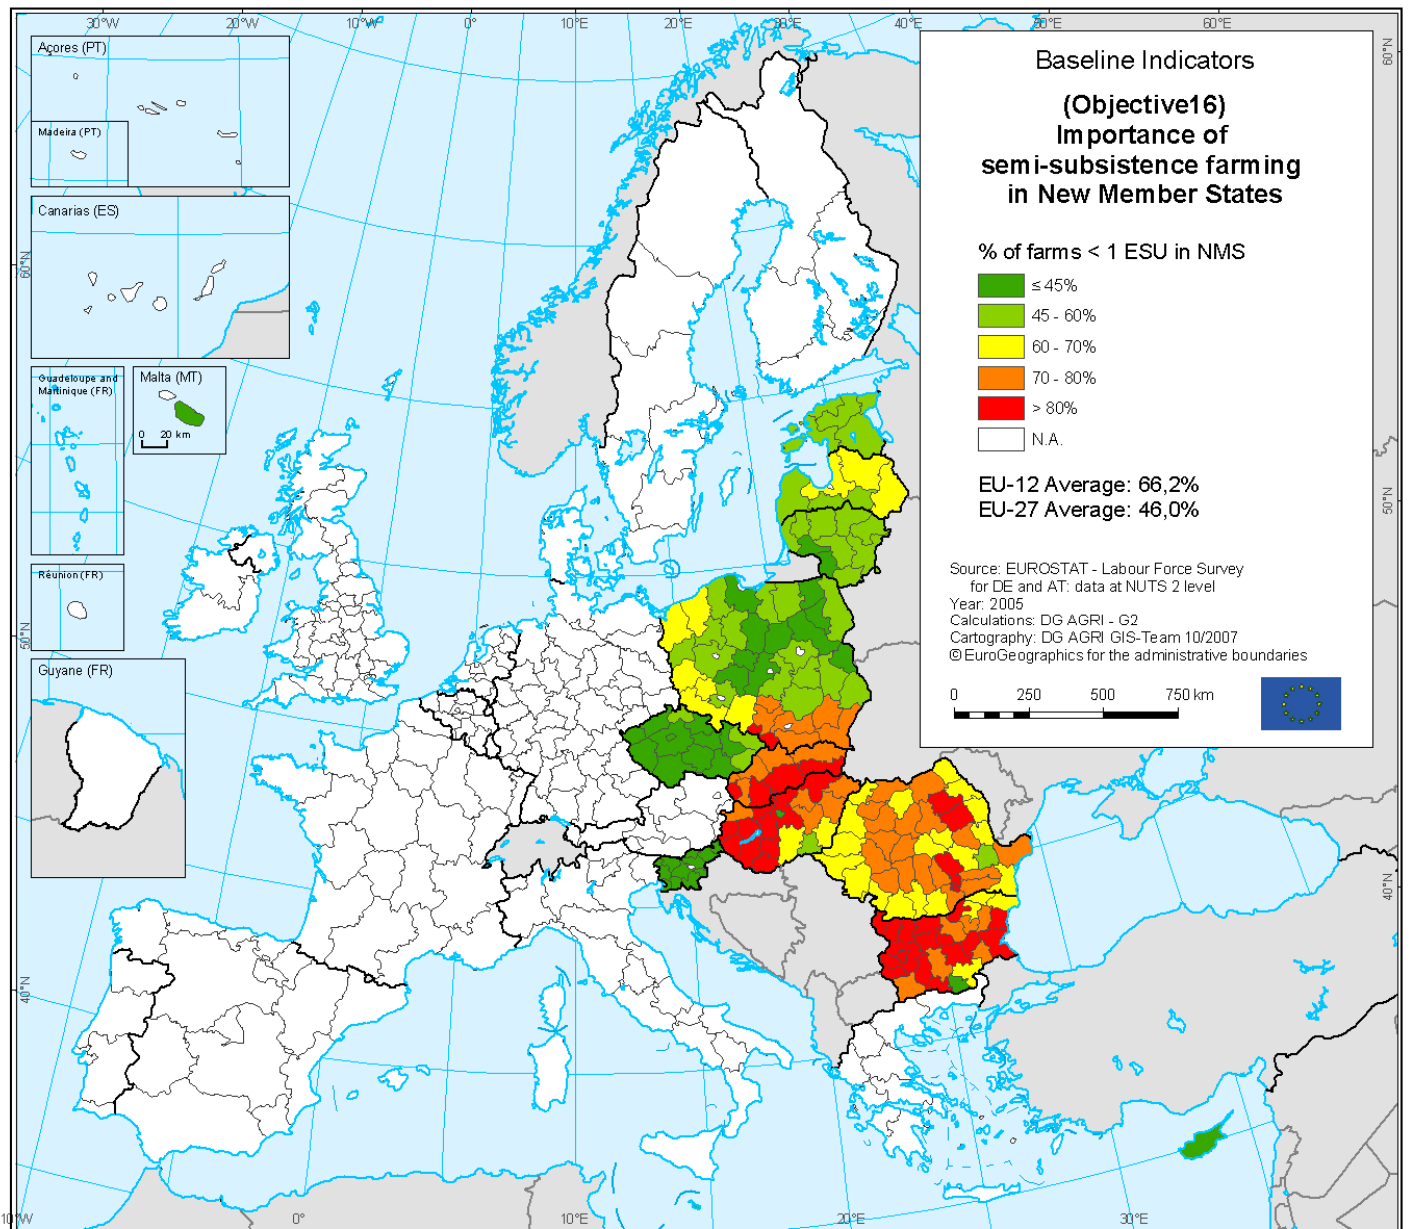 30°W
20°W
10°W
0°
10°E
20°E
30°E
40°E
50°E
60°E
Açores (PT)
Madeira (PT)
Canarias (ES)
Guadeloupe and
Martinique (FR)
Malta (MT)
0 20 km
Réunion (FR)
Guyane (FR)
Baseline Indicators
(Objective16)
Importance of
semi-subsistence farming
in New Member States
% of farms < 1 ESU in NMS
≤ 45%
45 - 60%
60 - 70%
70 - 80%
> 80%
N.A.
EU-12 Average: 66,2%
EU-27 Average: 46,0%
Source: EUROSTAT - Labour Force Survey
for DE and AT: data at NUTS 2 level
Year: 2005
Calculations: DG AGRI - G2
Cartography: DG AGRI GIS-Team 10/2007
© EuroGeographics for the administrative boundaries
0 250 500 750 km
60°N
50°N
40°N
60°N
50°N
40°N
10°W
0°
10°E
20°E
30°E